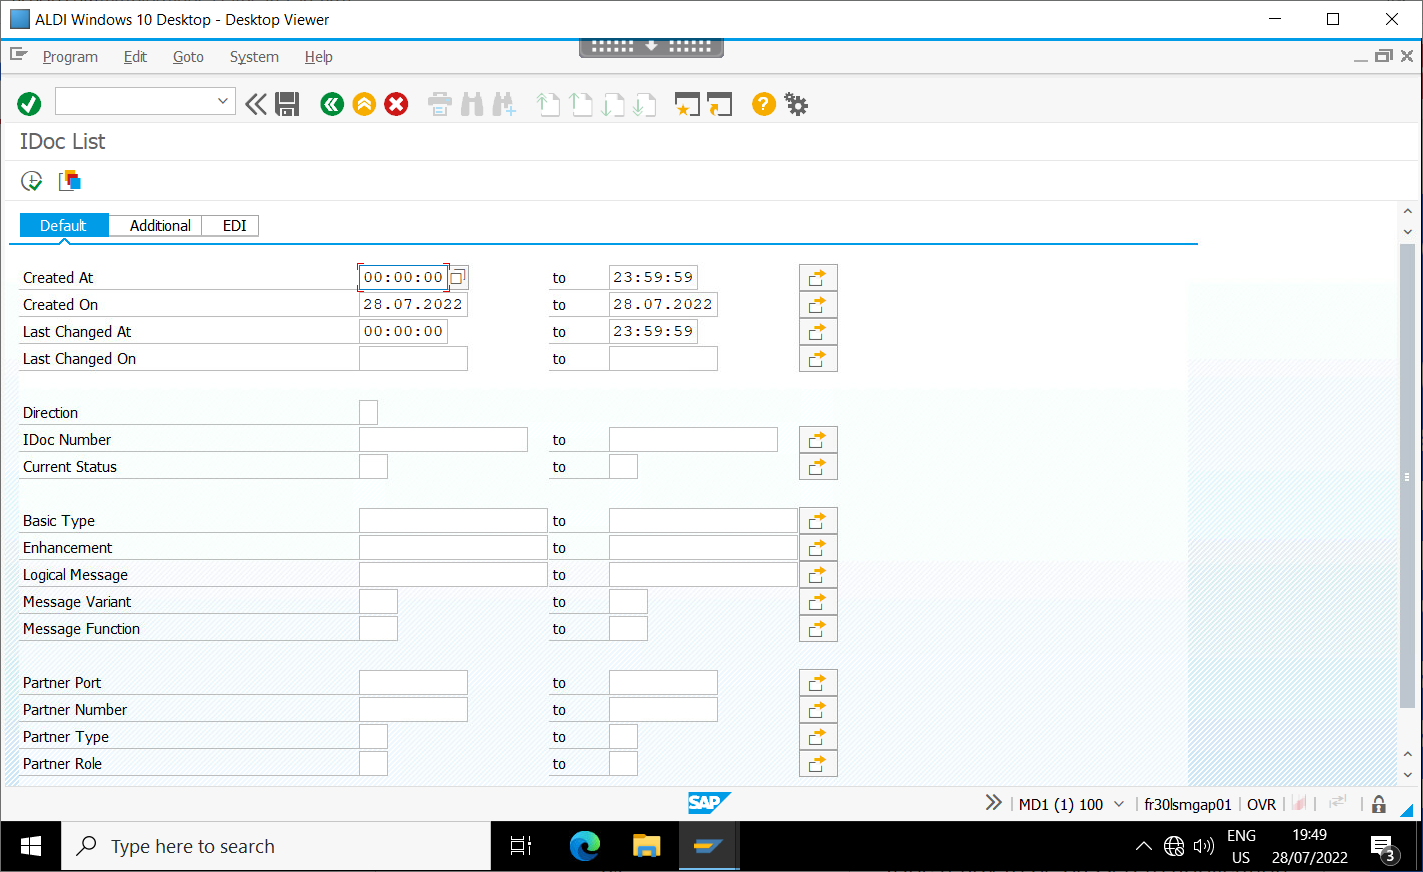 ALDI Windows 10 Desktop - Desktop Viewer
Program Edit Goto System Help
IDoc List
Default Additional EDI
Created At 00:00:00 to 23:59:59
Created On 28.07.2022 to 28.07.2022
Last Changed At 00:00:00 to 23:59:59
Last Changed On to
Direction
IDoc Number to
Current Status to
Basic Type to
Enhancement to
Logical Message to
Message Variant to
Message Function to
Partner Port to
Partner Number to
Partner Type to
Partner Role to
SAP MD1 (1) 100 fr30lsmgap01 OVR
Type here to search ENG 19:49
US 28/07/2022 3